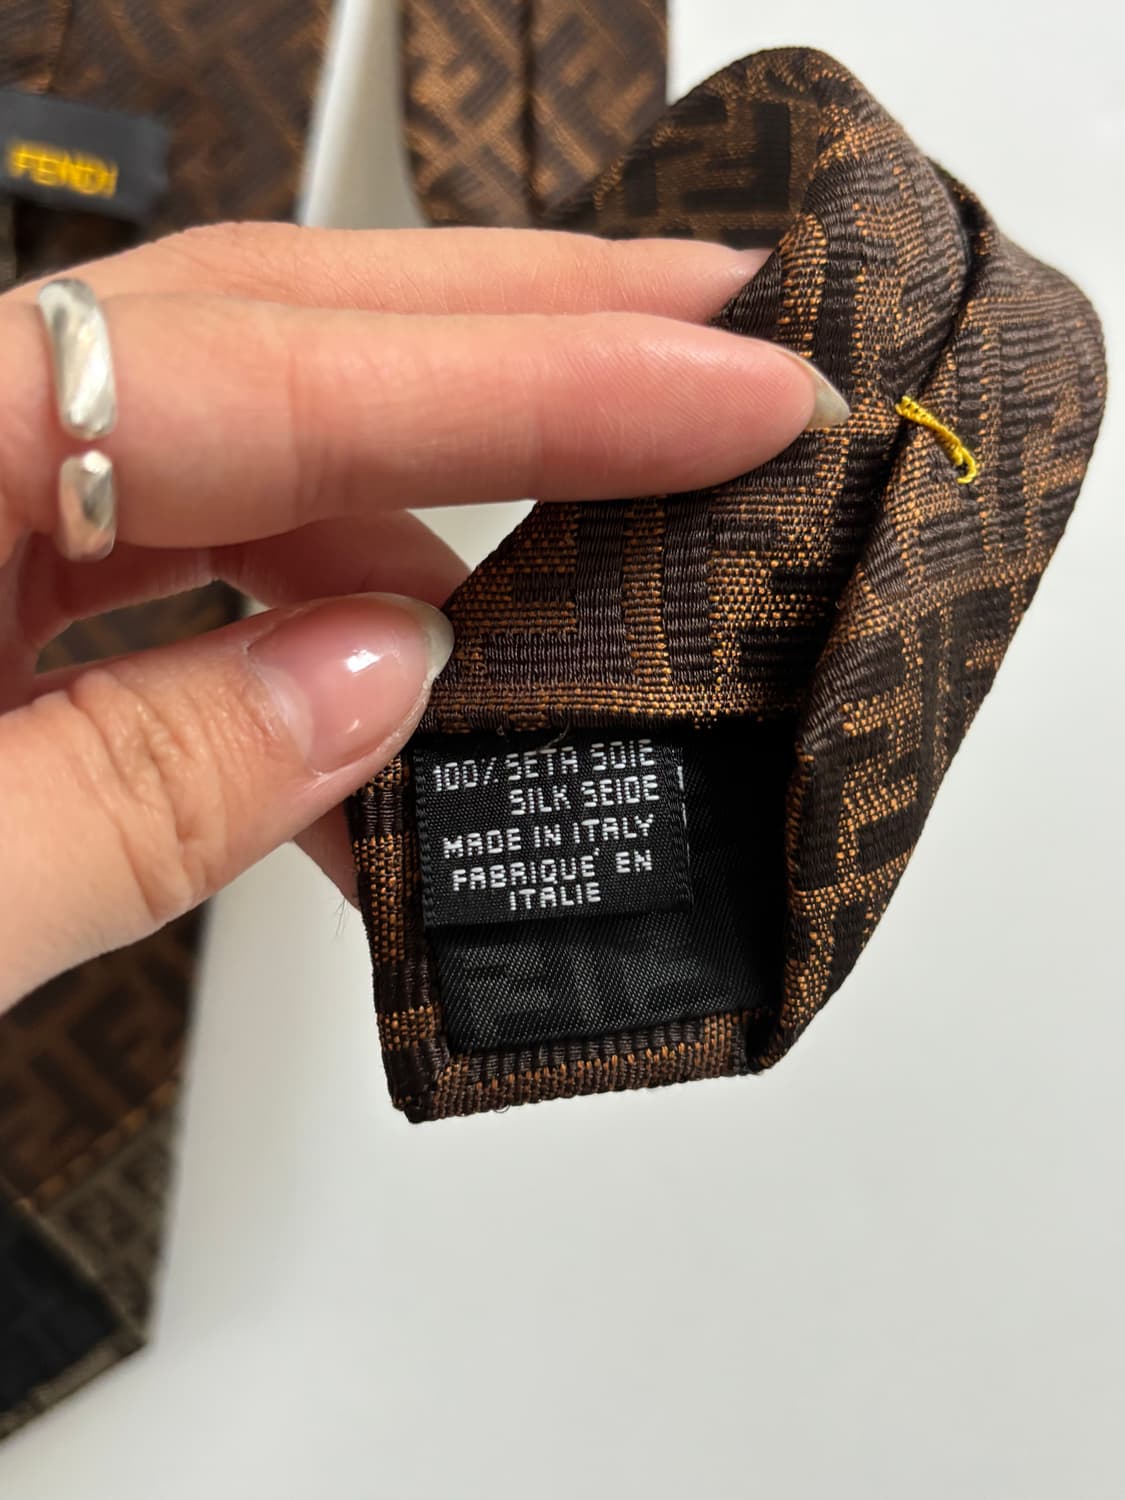 FENDI
100% SETA SOIE
SILK SEIDE
MADE IN ITALY
FABRIQUÉ EN
ITALIE